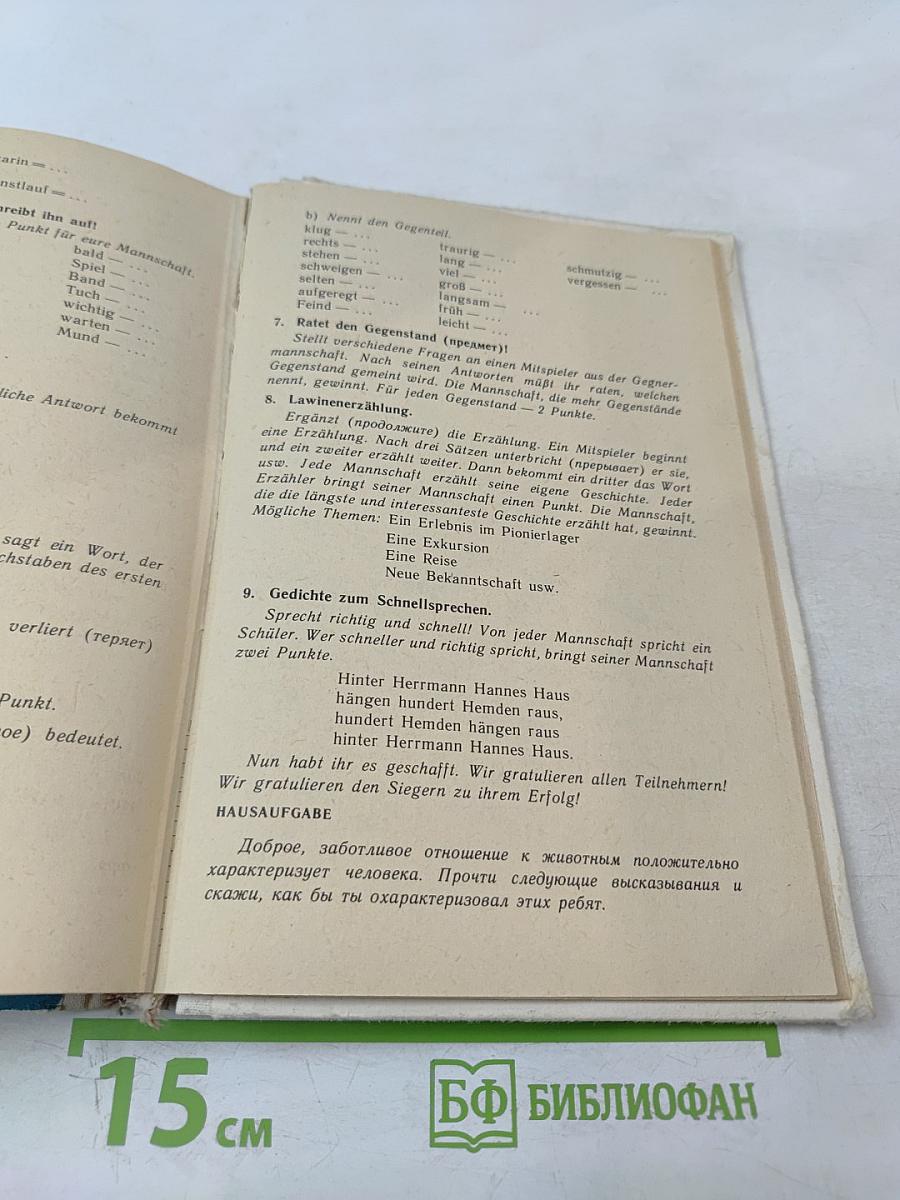 arin = ...
nstlauf = ...
reibt ihn auf!
Punkt für eure Mannschaft.
bald — ...
Spiel — ...
Band — ...
Tuch — ...
wichtig — ...
warten — ...
Mund — ...
liche Antwort bekommt
sagt ein Wort, der
chstaben des ersten
verliert (теряет)
Punkt.
oe) bedeutet.
b) Nennt den Gegenteil.
klug — ...
rechts — ...
stehen — ...
schweigen — ...
selten — ...
aufgeregt — ...
Feind — ...
traurig — ...
lang — ...
viel — ...
groß — ...
langsam — ...
früh — ...
leicht — ...
schmutzig — ...
vergessen — ...
7. Ratet den Gegenstand (предмет)!
Stellt verschiedene Fragen an einen Mitspieler aus der Gegner-
mannschaft. Nach seinen Antworten müßt ihr raten, welchen
Gegenstand gemeint wird. Die Mannschaft, die mehr Gegenstände
nennt, gewinnt. Für jeden Gegenstand — 2 Punkte.
8. Lawinenerzählung.
Ergänzt (продолжите) die Erzählung. Ein Mitspieler beginnt
eine Erzählung. Nach drei Sätzen unterbricht (прерывает) er sie,
und ein zweiter erzählt weiter. Dann bekommt ein dritter das Wort
usw. Jede Mannschaft erzählt seine eigene Geschichte. Jeder
Erzähler bringt seiner Mannschaft einen Punkt. Die Mannschaft,
die die längste und interessanteste Geschichte erzählt hat, gewinnt.
Mögliche Themen: Ein Erlebnis im Pionierlager
Eine Exkursion
Eine Reise
Neue Bekanntschaft usw.
9. Gedichte zum Schnellsprechen.
Sprecht richtig und schnell! Von jeder Mannschaft spricht ein
Schüler. Wer schneller und richtig spricht, bringt seiner Mannschaft
zwei Punkte.
Hinter Herrmann Hannes Haus
hängen hundert Hemden raus,
hundert Hemden hängen raus
hinter Herrmann Hannes Haus.
Nun habt ihr es geschafft. Wir gratulieren allen Teilnehmern!
Wir gratulieren den Siegern zu ihrem Erfolg!
HAUSAUFGABE
Доброе, заботливое отношение к животным положительно
характеризует человека. Прочти следующие высказывания и
скажи, как бы ты охарактеризовал этих ребят.
15 см
БФ БИБЛИОФАН